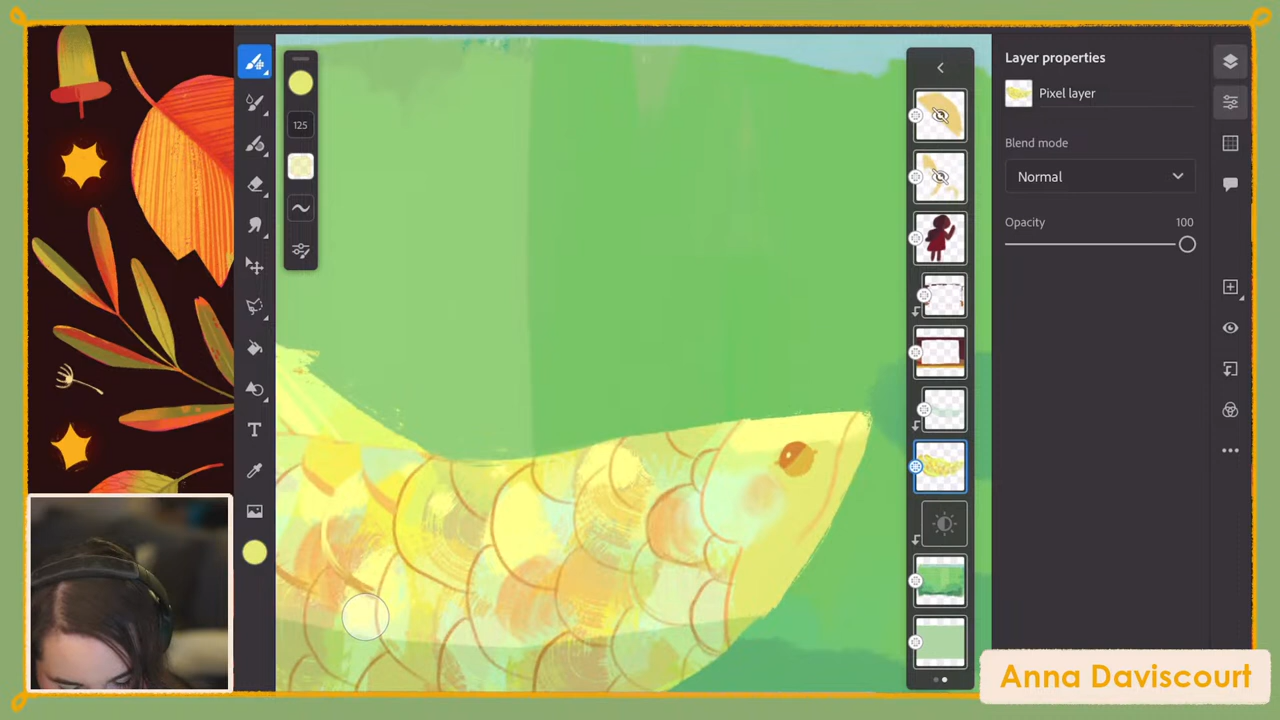 125
Layer properties
Pixel layer
Blend mode
Normal
Opacity 100
Anna Daviscourt